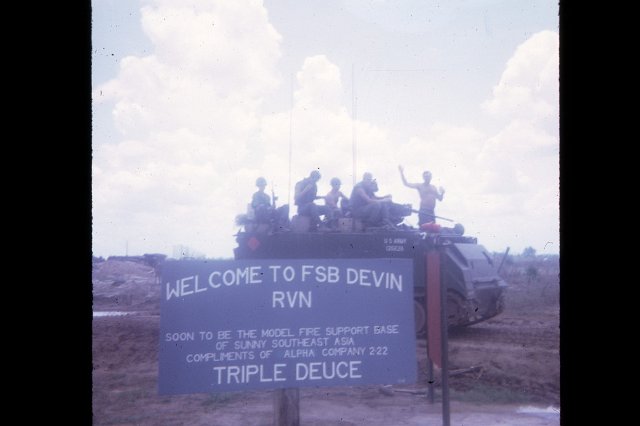 WELCOME TO FSB DEVIN
RVN
SOON TO BE THE MODEL FIRE SUPPORT BASE
OF SUNNY SOUTHEAST ASIA
COMPLIMENTS OF ALPHA COMPANY 2-22
TRIPLE DEUCE
U S ARMY